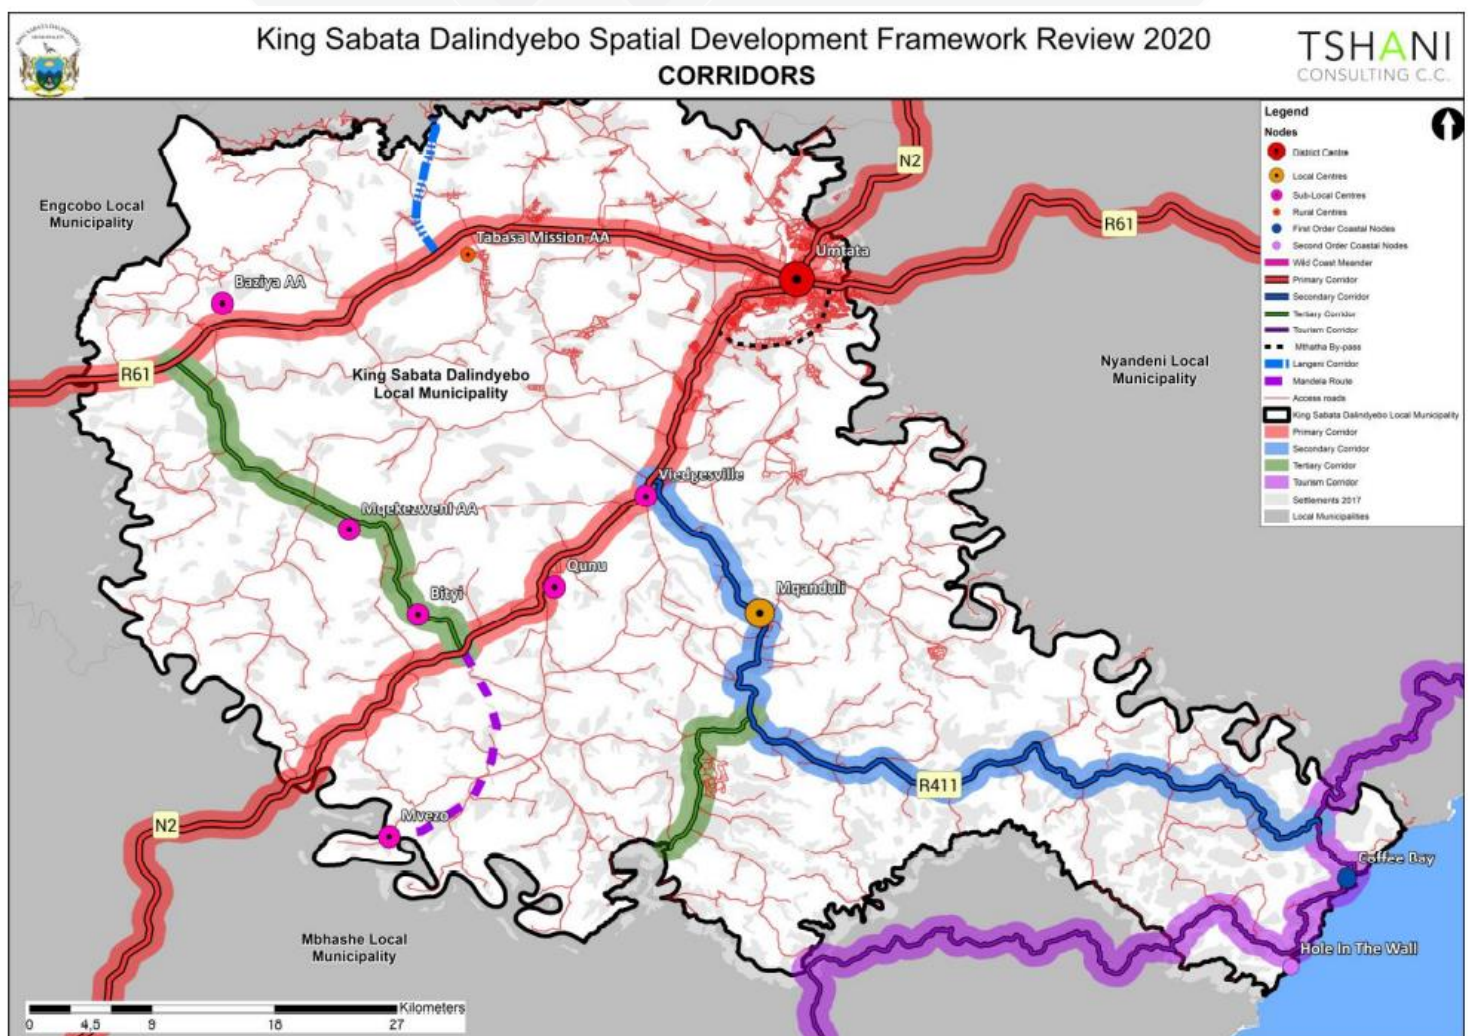 King Sabata Dalindyebo Spatial Development Framework Review 2020
CORRIDORS
TSHANI
CONSULTING C.C.
Legend
Nodes
District Centre
Local Centres
Sub-Local Centres
Rural Centres
First Order Coastal Nodes
Second Order Coastal Nodes
Wild Coast Meander
Primary Corridor
Secondary Corridor
Tertiary Corridor
Tourism Corridor
Mthatha By-pass
Langeni Corridor
Mandela Route
Access roads
King Sabata Dalindyebo Local Municipality
Primary Corridor
Secondary Corridor
Tertiary Corridor
Tourism Corridor
Settlements 2017
Local Municipalities
N2
Engcobo Local
Municipality
R61
Tabasa Mission AA
Umtata
Baziya AA
R61
King Sabata Dalindyebo
Local Municipality
Nyandeni Local
Municipality
Viedgesville
Mqekezweni AA
Qunu
Bityi
Mqanduli
R411
N2
Mvezo
Coffee Bay
Mbhashe Local
Municipality
Hole In The Wall
Kilometers
0 4,5 9 18 27